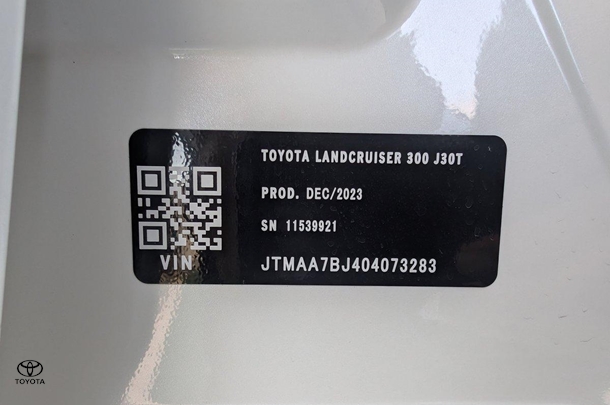 TOYOTA LANDCRUISER 300 J30T
PROD. DEC/2023
SN 11539921
VIN JTMAA7BJ404073283
TOYOTA